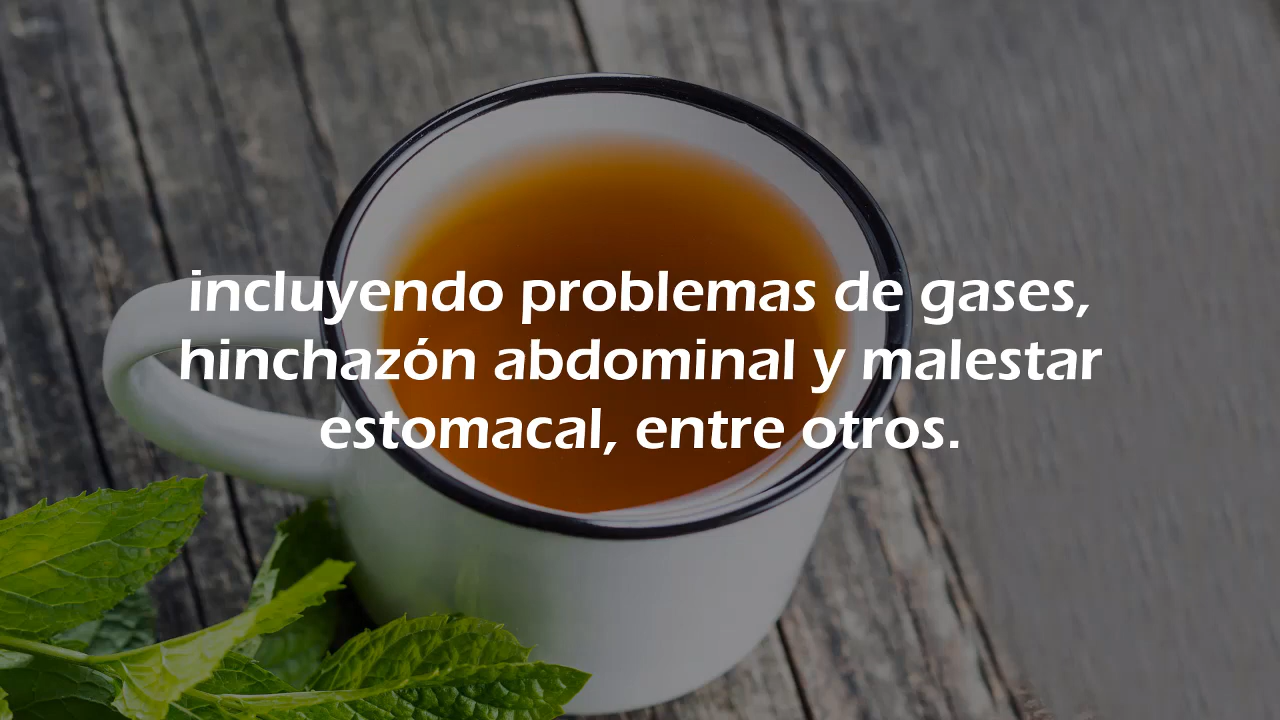 incluyendo problemas de gases,
hinchazón abdominal y malestar
estomacal, entre otros.